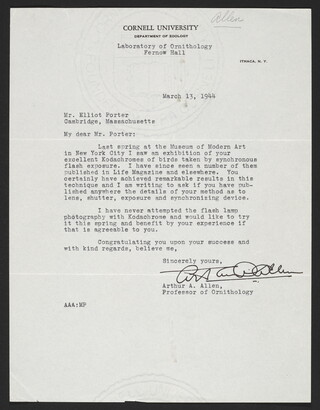 Allen
CORNELL UNIVERSITY
DEPARTMENT OF ZOOLOGY
Laboratory of Ornithology
Fernow Hall
ITHACA, N. Y.
March 13, 1944
Mr. Elliot Porter
Cambridge, Massachusetts
My dear Mr. Porter:
Last spring at the Museum of Modern Art
in New York City I saw an exhibition of your
excellent Kodachromes of birds taken by synchronous
flash exposure. I have since seen a number of them
published in Life Magazine and elsewhere. You
certainly have achieved remarkable results in this
technique and I am writing to ask if you have pub-
lished anywhere the details of your method as to
lens, shutter, exposure and synchronizing device.
I have never attempted the flash lamp
photography with Kodachrome and would like to try
it this spring and benefit by your experience if
that is agreeable to you.
Congratulating you upon your success and
with kind regards, believe me,
Sincerely yours,
Arthur A. Allen
Arthur A. Allen,
Professor of Ornithology
AAA:MP